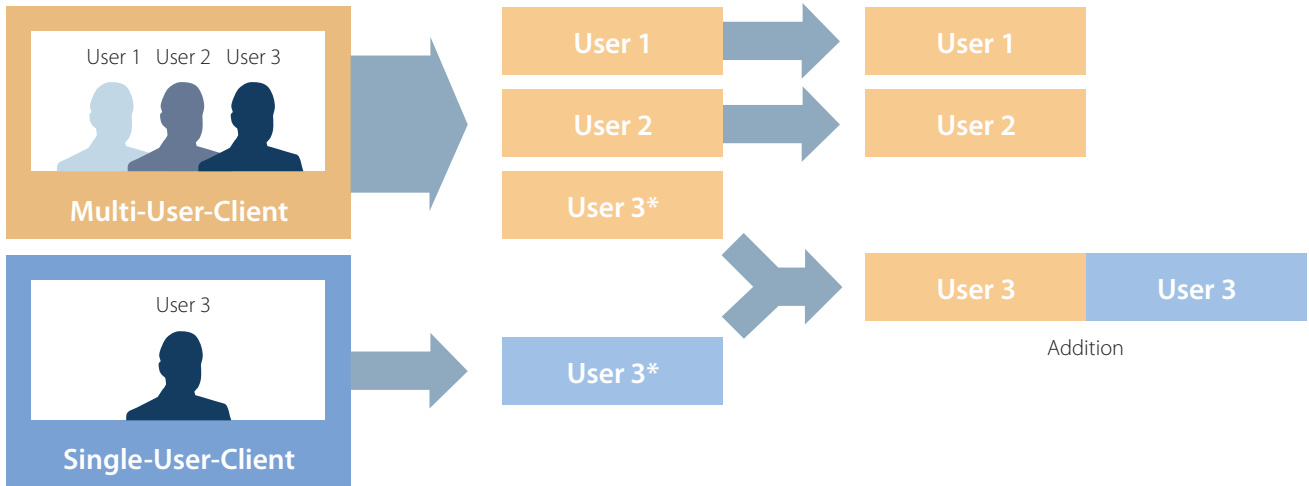 User 1 User 2 User 3
Multi-User-Client
User 3
Single-User-Client
User 1
User 2
User 3*
User 3*
User 1
User 2
User 3 User 3
Addition